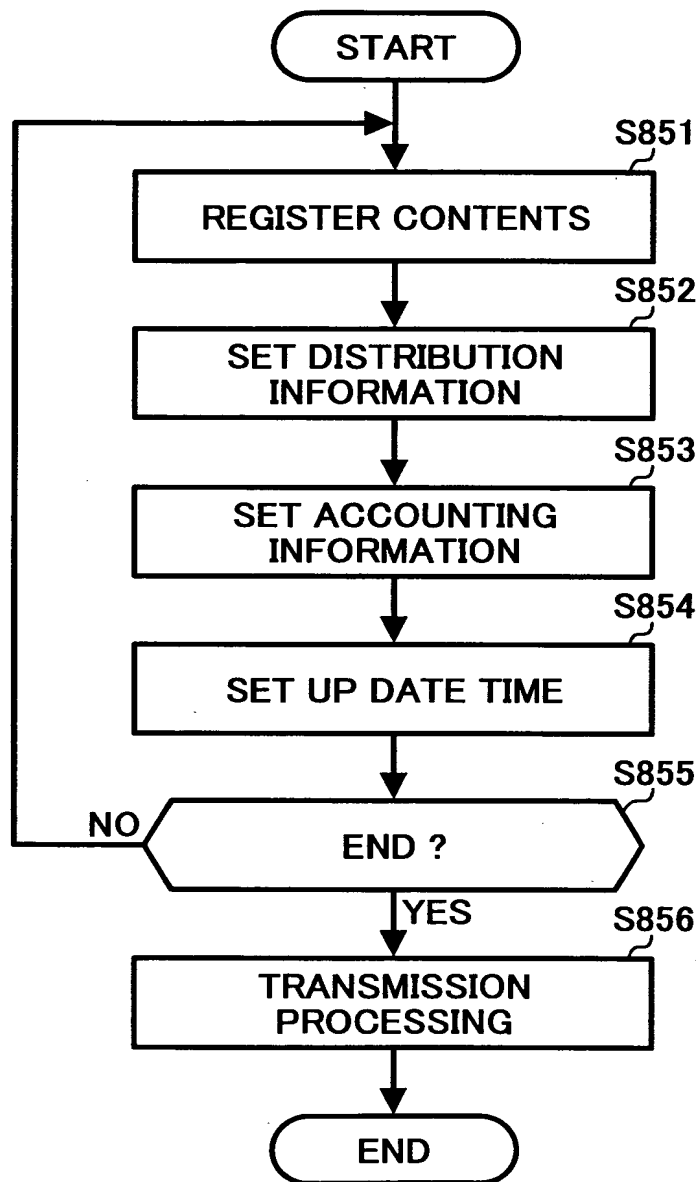 START
S851
REGISTER CONTENTS
S852
SET DISTRIBUTION
INFORMATION
S853
SET ACCOUNTING
INFORMATION
S854
SET UP DATE TIME
S855
NO
END ?
YES
S856
TRANSMISSION
PROCESSING
END